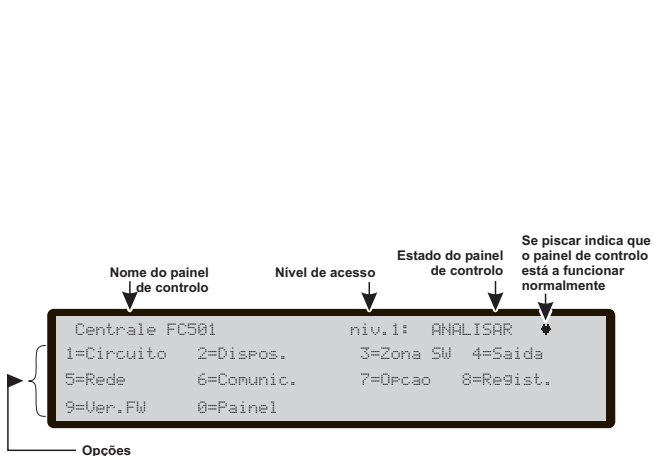 Se piscar indica que
o painel de controlo
está a funcionar
normalmente
Estado do painel
de controlo
Nível de acesso
Nome do painel
de controlo
Centrale FC501 niv.1: ANALISAR
1=Circuito 2=Dispos. 3=Zona SW 4=Saida
5=Rede 6=Comunic. 7=Opcao 8=Regist.
9=Ver.FW 0=Painel
Opções